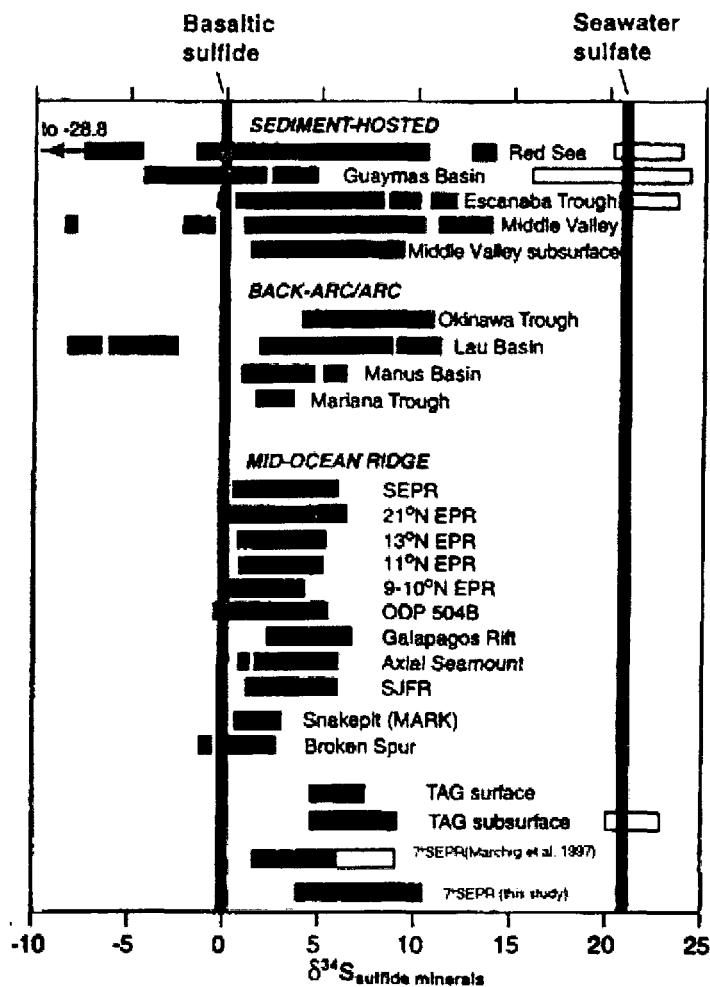 Basaltic
sulfide
Seawater
sulfate
to -28.8
SEDIMENT-HOSTED
Red Sea
Guaymas Basin
Escanaba Trough
Middle Valley
Middle Valley subsurface
BACK-ARC/ARC
Okinawa Trough
Lau Basin
Manus Basin
Mariana Trough
MID-OCEAN RIDGE
SEPR
21°N EPR
13°N EPR
11°N EPR
9-10°N EPR
ODP 504B
Galapagos Rift
Axial Seamount
SJFR
Snakepit (MARK)
Broken Spur
TAG surface
TAG subsurface
7°SEPR(Marchig et al. 1997)
7°SEPR (this study)
-10 -5 0 5 10 15 20 25
δ34S sulfide minerals